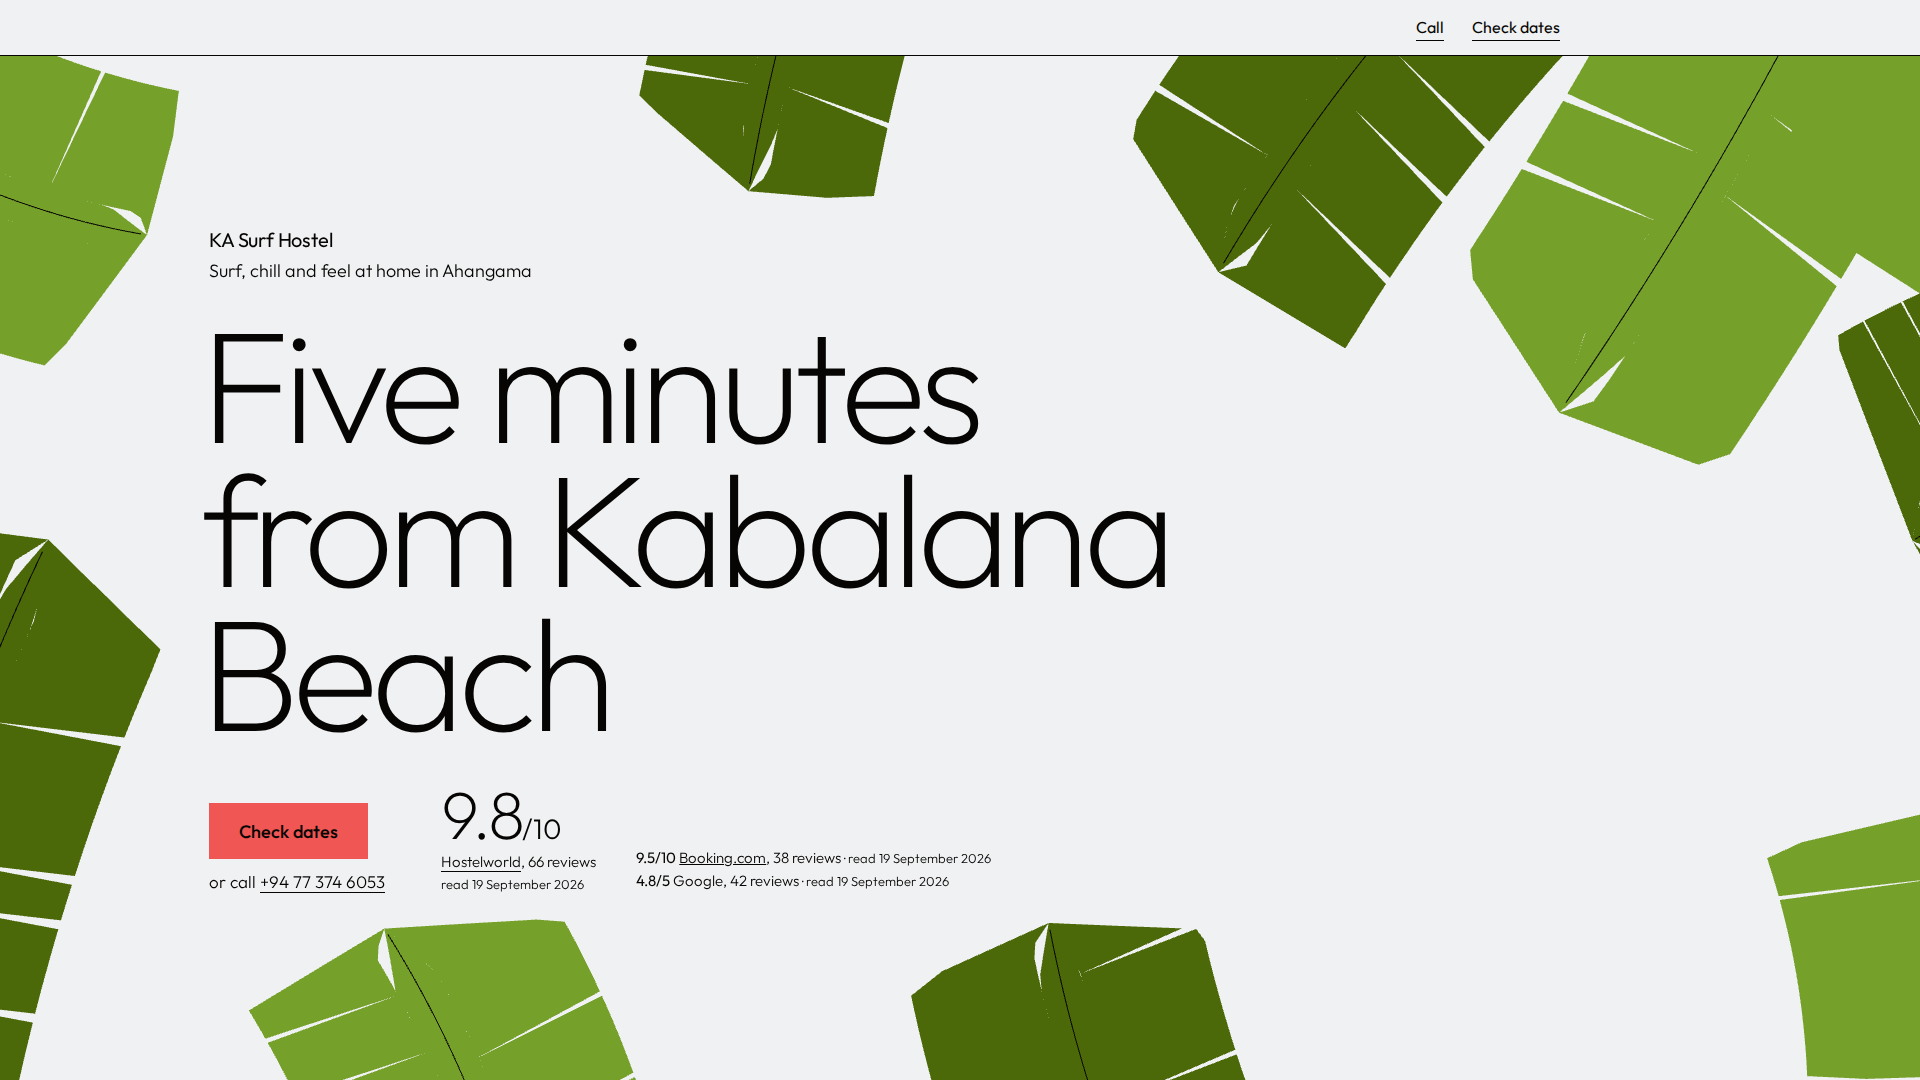 Call Check dates
KA Surf Hostel
Surf, chill and feel at home in Ahangama
Five minutes
from Kabalana
Beach
Check dates
or call +94 77 374 6053
9.8/10
Hostelworld, 66 reviews
read 19 September 2026
9.5/10 Booking.com, 38 reviews · read 19 September 2026
4.8/5 Google, 42 reviews · read 19 September 2026